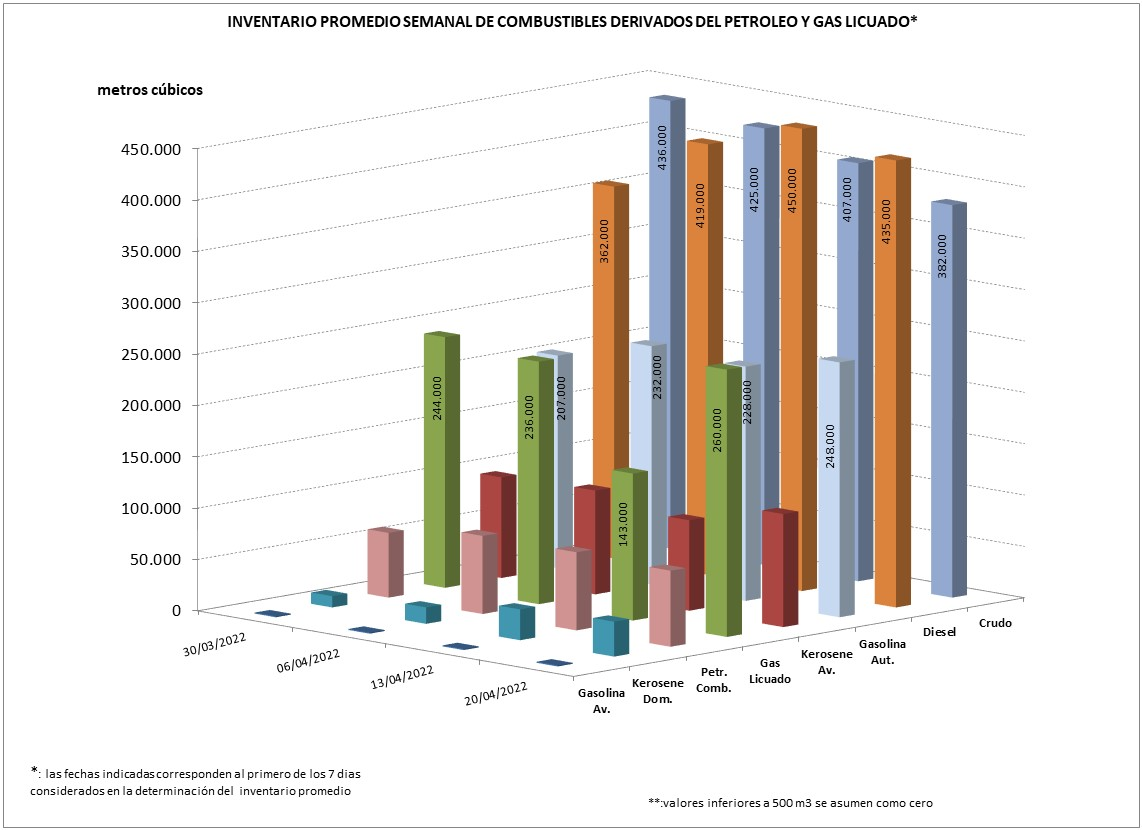 INVENTARIO PROMEDIO SEMANAL DE COMBUSTIBLES DERIVADOS DEL PETROLEO Y GAS LICUADO*
metros cúbicos
450.000
400.000
350.000
300.000
250.000
200.000
150.000
100.000
50.000
0
436.000
425.000
407.000
382.000
362.000
419.000
450.000
435.000
207.000
232.000
228.000
248.000
244.000
236.000
143.000
260.000
30/03/2022
06/04/2022
13/04/2022
20/04/2022
Gasolina
Av.
Kerosene
Dom.
Petr.
Comb.
Gas
Licuado
Kerosene
Av.
Gasolina
Aut.
Diesel
Crudo
*: las fechas indicadas corresponden al primero de los 7 dias
considerados en la determinación del inventario promedio
**:valores inferiores a 500 m3 se asumen como cero